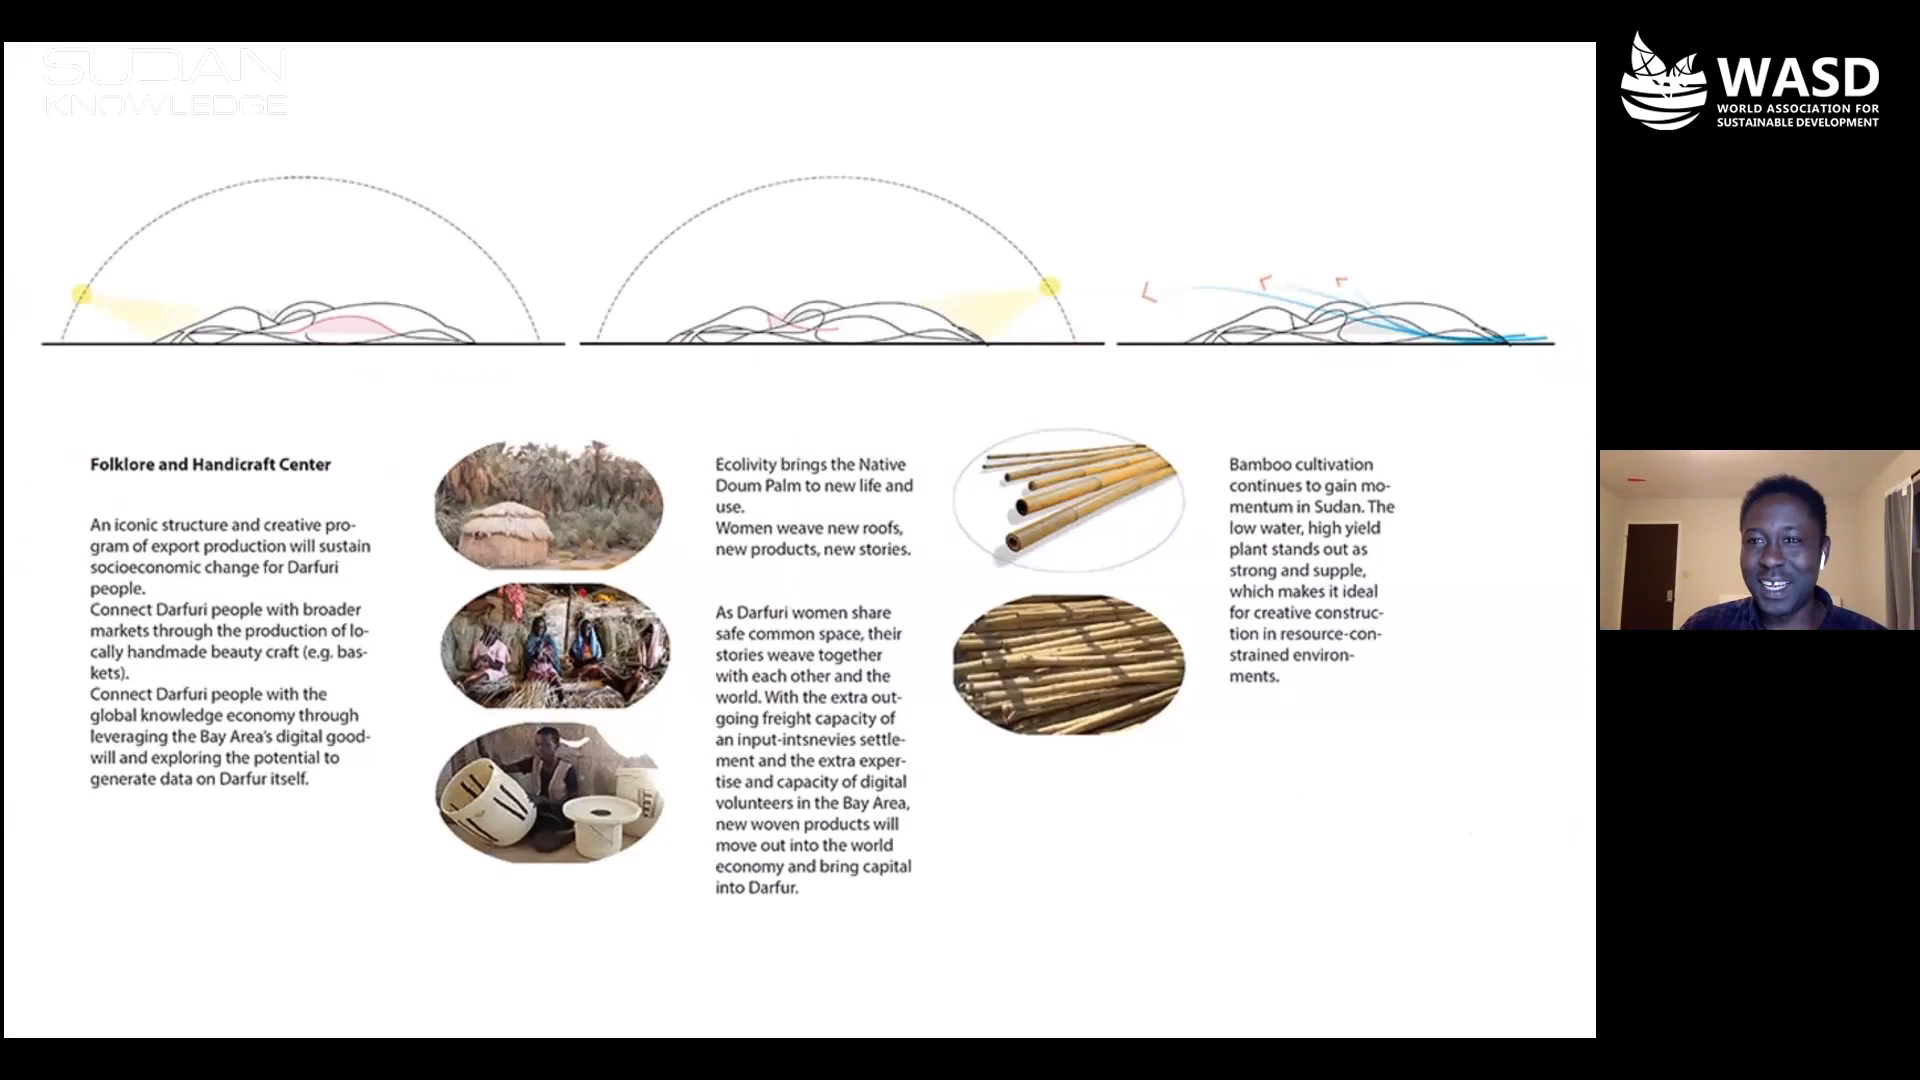 SUDAN
KNOWLEDGE
WASD
WORLD ASSOCIATION FOR
SUSTAINABLE DEVELOPMENT
Folklore and Handicraft Center
An iconic structure and creative pro-
gram of export production will sustain
socioeconomic change for Darfuri
people.
Connect Darfuri people with broader
markets through the production of lo-
cally handmade beauty craft (e.g. bas-
kets).
Connect Darfuri people with the
global knowledge economy through
leveraging the Bay Area's digital good-
will and exploring the potential to
generate data on Darfur itself.
Ecolivity brings the Native
Doum Palm to new life and
use.
Women weave new roofs,
new products, new stories.
As Darfuri women share
safe common space, their
stories weave together
with each other and the
world. With the extra out-
going freight capacity of
an input-intsnevies settle-
ment and the extra exper-
tise and capacity of digital
volunteers in the Bay Area,
new woven products will
move out into the world
economy and bring capital
into Darfur.
Bamboo cultivation
continues to gain mo-
mentum in Sudan. The
low water, high yield
plant stands out as
strong and supple,
which makes it ideal
for creative construc-
tion in resource-con-
strained environ-
ments.